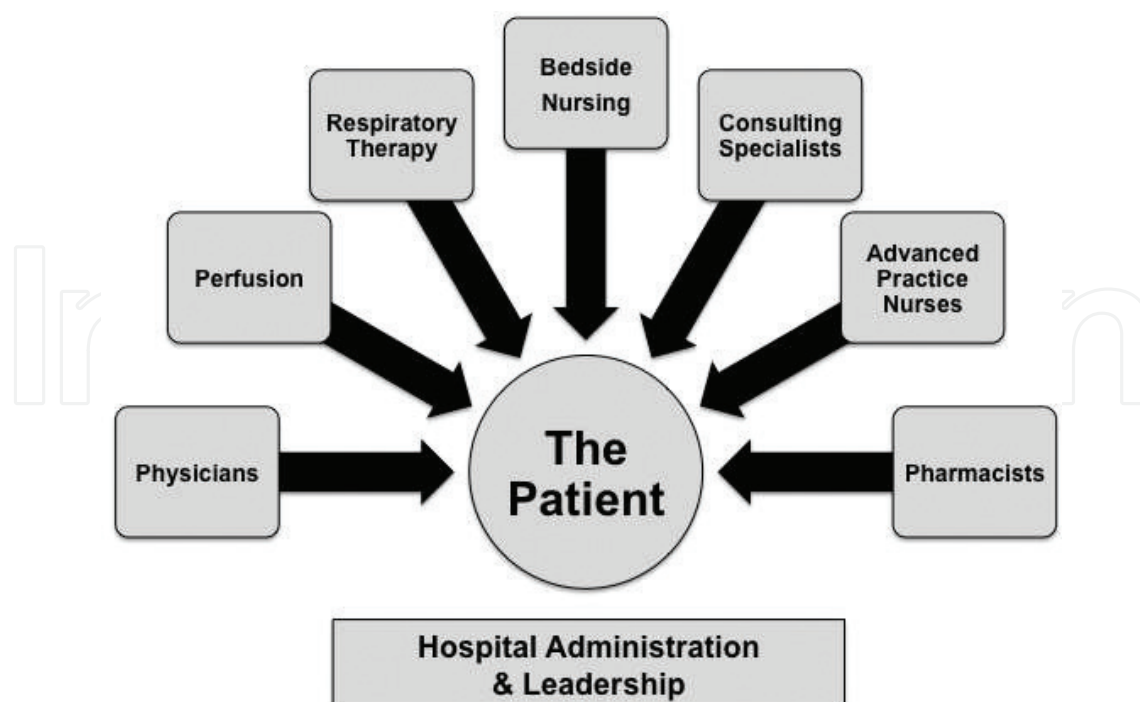 Bedside
Nursing
Respiratory
Therapy
Consulting
Specialists
Perfusion
Advanced
Practice
Nurses
Physicians
The
Patient
Pharmacists
Hospital Administration
& Leadership